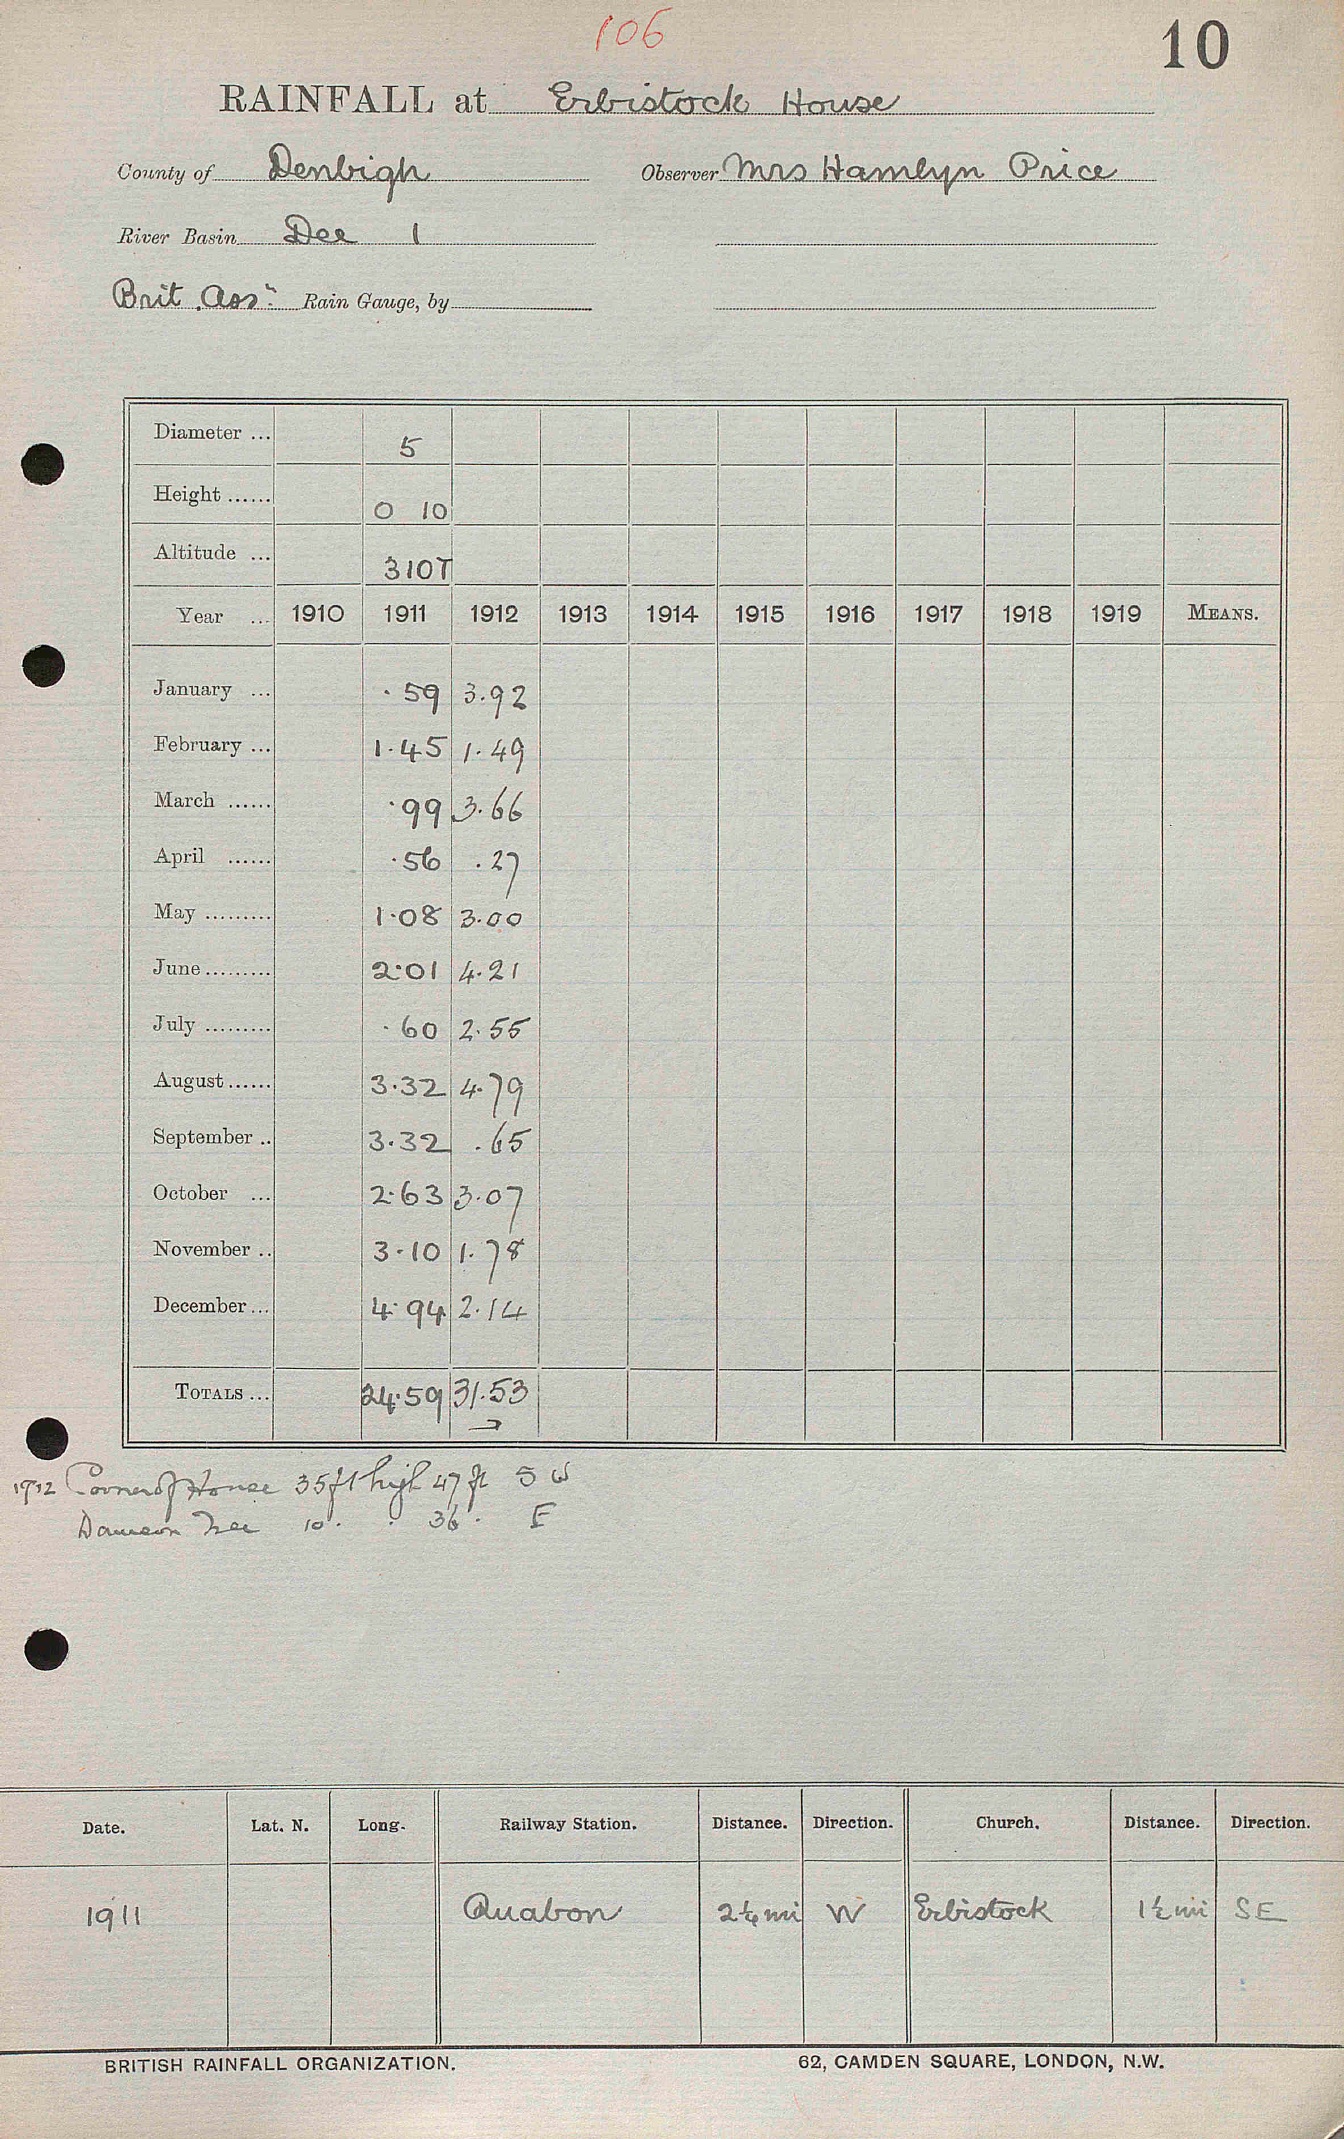 106
10
RAINFALL at Erbistock House
County of Denbigh Observer Mrs Hamlyn Price
River Basin Dee 1
Brit. Assn. Rain Gauge, by
Diameter ... 5
Height ...... 0 10
Altitude ... 310T
Year ... 1910 1911 1912 1913 1914 1915 1916 1917 1918 1919 MEANS.
January ... .59 3.92
February ... 1.45 1.49
March ...... .99 3.66
April ...... .56 .27
May ......... 1.08 3.00
June ......... 2.01 4.21
July ......... .60 2.55
August ...... 3.32 4.79
September .. 3.32 .65
October ... 2.63 3.07
November .. 3.10 1.78
December ... 4.94 2.14
TOTALS ... 24.59 31.53
1912 Corner of House 35ft high 47 ft S W
Damson Tree 10 . . 36 . E
Date. Lat. N. Long. Railway Station. Distance. Direction. Church. Distance. Direction.
1911 Ruabon 2¼ mi W Erbistock 1½ mi SE
BRITISH RAINFALL ORGANIZATION. 62, CAMDEN SQUARE, LONDON, N.W.